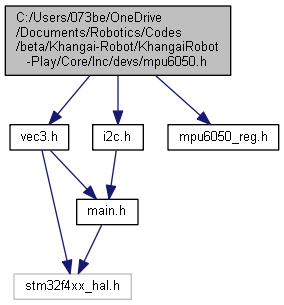 C:/Users/073be/OneDrive
/Documents/Robotics/Codes
/beta/Khangai-Robot/KhangaiRobot
-Play/Core/Inc/devs/mpu6050.h
vec3.h
i2c.h
mpu6050_reg.h
main.h
stm32f4xx_hal.h